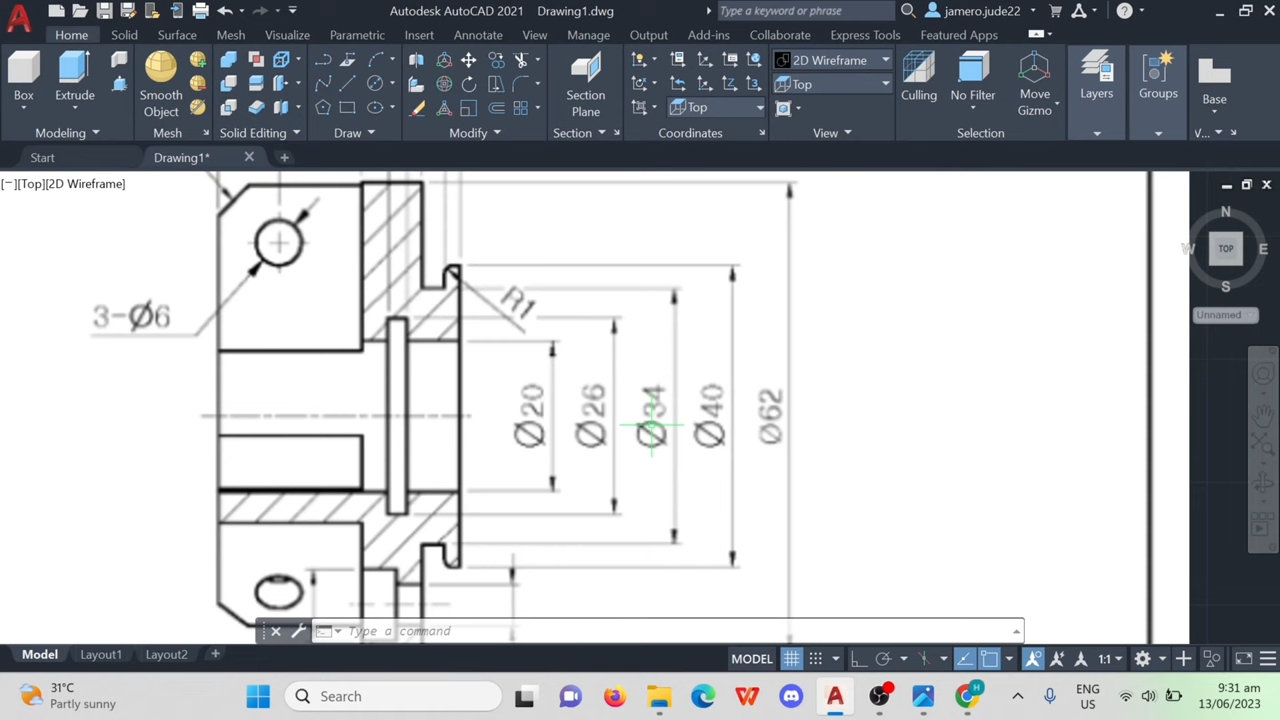 Autodesk AutoCAD 2021 Drawing1.dwg
Type a keyword or phrase
jamero.jude22
Home Solid Surface Mesh Visualize Parametric Insert Annotate View Manage Output Add-ins Collaborate Express Tools Featured Apps
Box
Extrude
Smooth
Object
Section
Plane
2D Wireframe
Top
Top
Culling
No Filter
Move
Gizmo
Layers
Groups
Base
Modeling
Mesh
Solid Editing
Draw
Modify
Section
Coordinates
View
Selection
V...
Start
Drawing1*
[−][Top][2D Wireframe]
N
W
TOP
E
S
Unnamed
3-Ø6
R1
Ø20
Ø26
Ø34
Ø40
Ø62
Type a command
Model
Layout1
Layout2
MODEL
1:1
31°C
Partly sunny
Search
ENG
US
9:31 am
13/06/2023